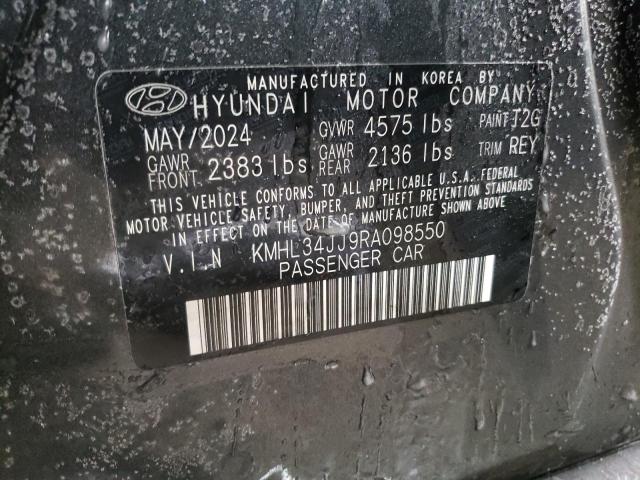 MANUFACTURED IN KOREA BY
HYUNDAI MOTOR COMPANY
MAY/2024 GVWR 4575 lbs PAINT T2G
GAWR FRONT 2383 lbs GAWR REAR 2136 lbs TRIM REY
THIS VEHICLE CONFORMS TO ALL APPLICABLE U.S.A. FEDERAL
MOTOR VEHICLE SAFETY, BUMPER, AND THEFT PREVENTION STANDARDS
IN EFFECT ON THE DATE OF MANUFACTURE SHOWN ABOVE.
V.I.N KMHL34JJ9RA098550
PASSENGER CAR